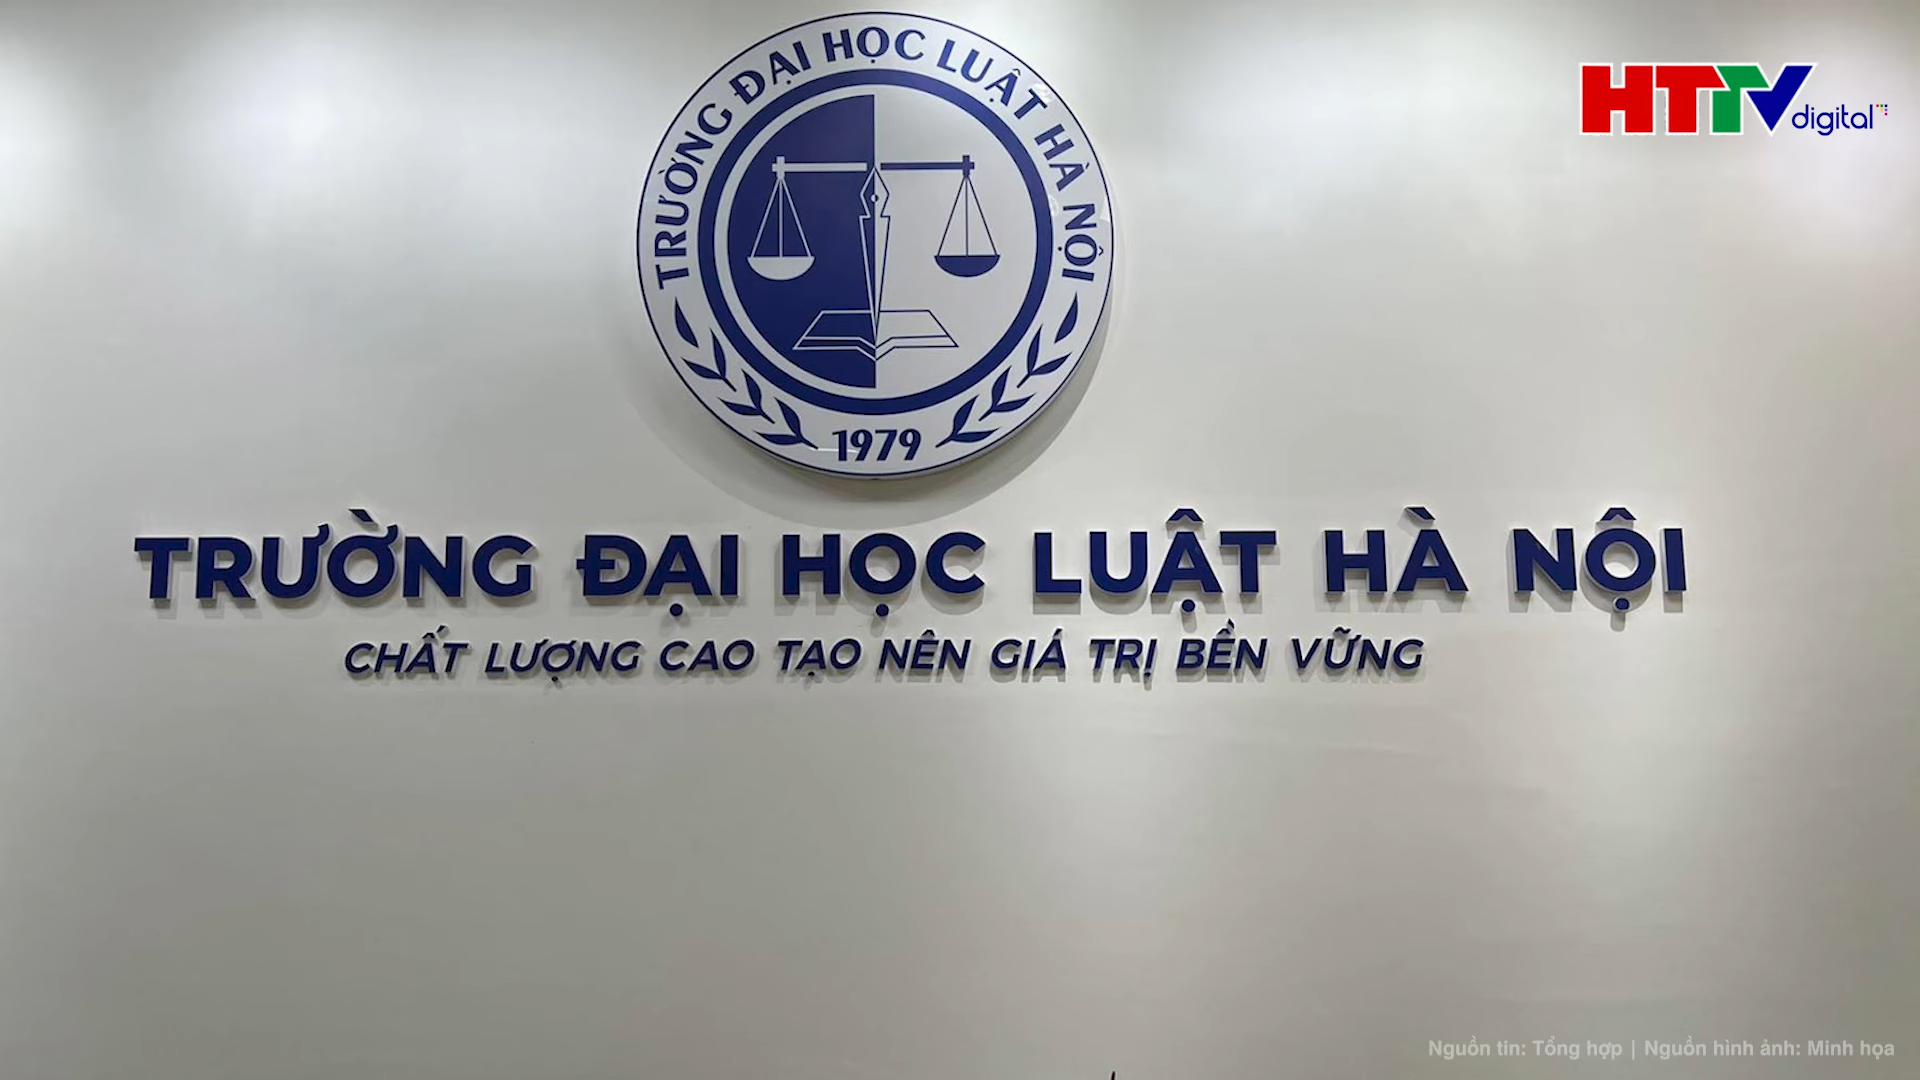 TRƯỜNG ĐẠI HỌC LUẬT HÀ NỘI
HTTV digital
1979
TRƯỜNG ĐẠI HỌC LUẬT HÀ NỘI
CHẤT LƯỢNG CAO TẠO NÊN GIÁ TRỊ BỀN VỮNG
Nguồn tin: Tổng hợp | Nguồn hình ảnh: Minh họa